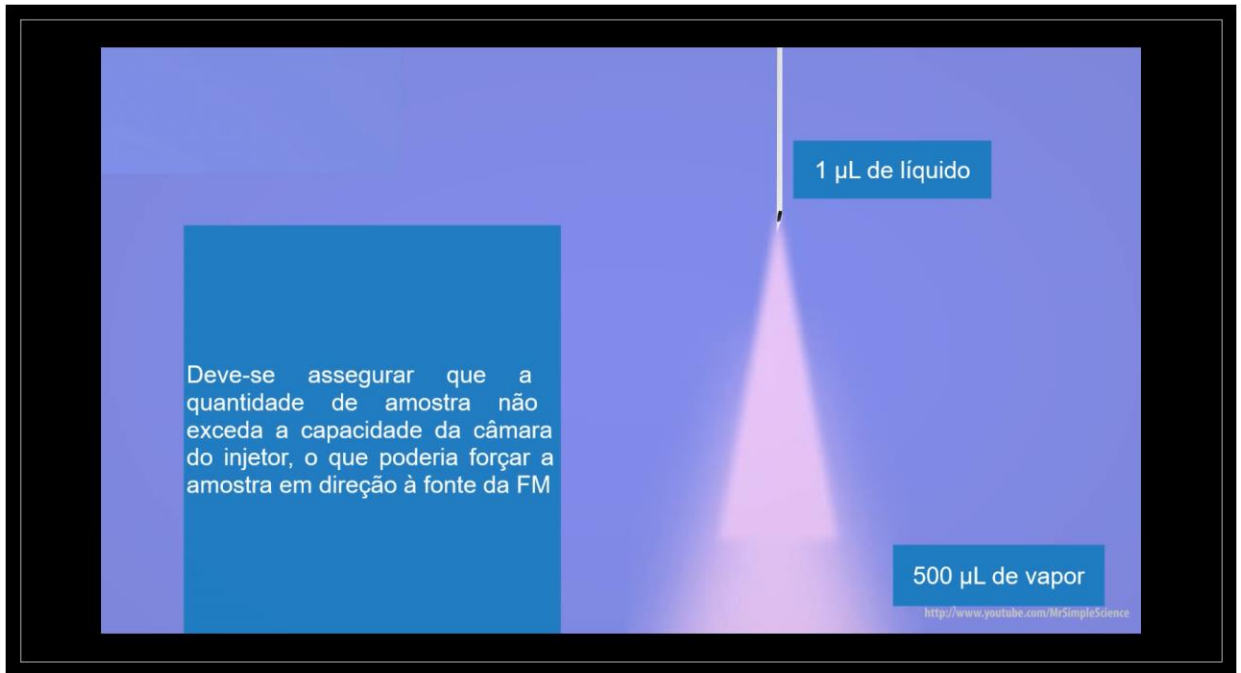 1 µL de líquido
Deve-se assegurar que a
quantidade de amostra não
exceda a capacidade da câmara
do injetor, o que poderia forçar a
amostra em direção à fonte da FM
500 µL de vapor
http://www.youtube.com/MrSimpleScience